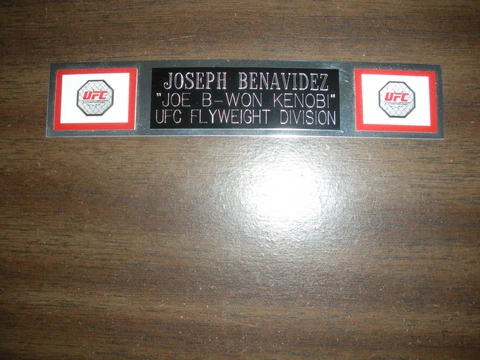 JOSEPH BENAVIDEZ
"JOE B-WON KENOBI"
UFC FLYWEIGHT DIVISION
UFC
UFC